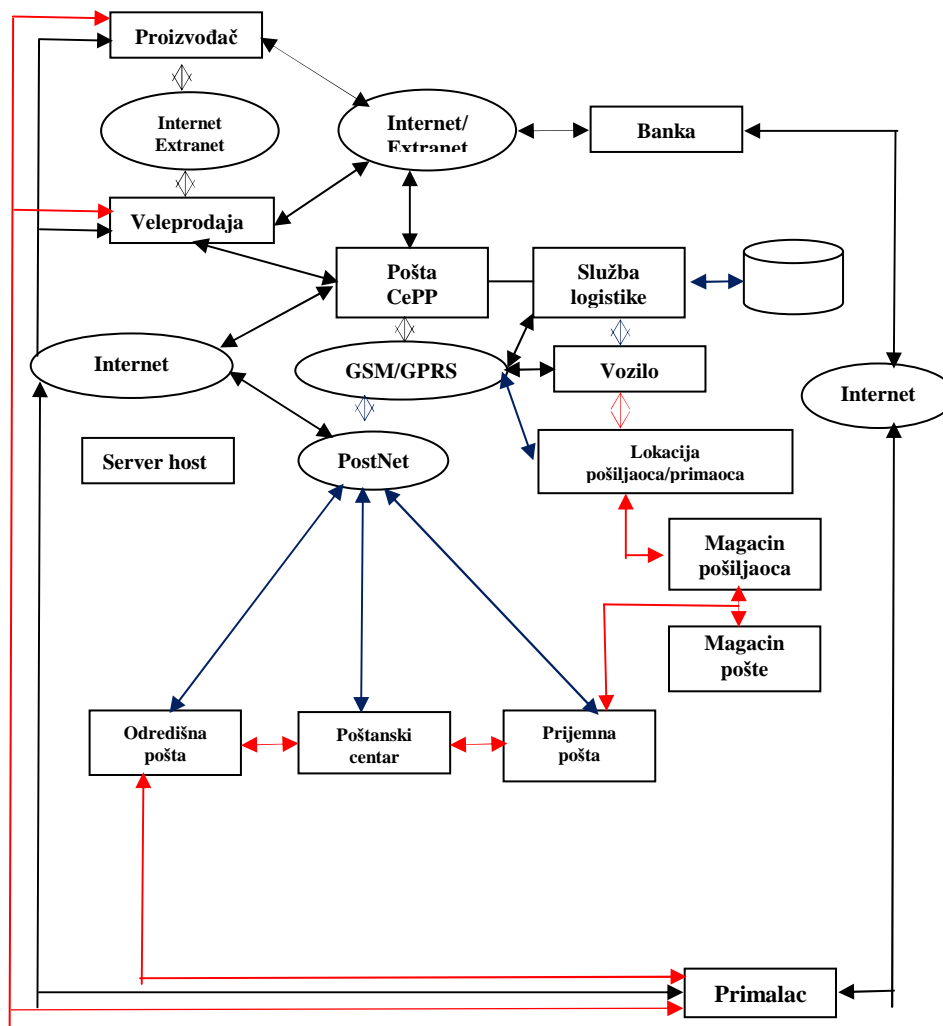 Proizvođač
Internet
Extranet
Internet/
Extranet
Banka
Veleprodaja
Pošta
CePP
Služba
logistike
Internet
GSM/GPRS
Vozilo
Internet
Server host
PostNet
Lokacija
pošiljaoca/primaoca
Magacin
pošiljaoca
Magacin
pošte
Odredišna
pošta
Poštanski
centar
Prijemna
pošta
Primalac